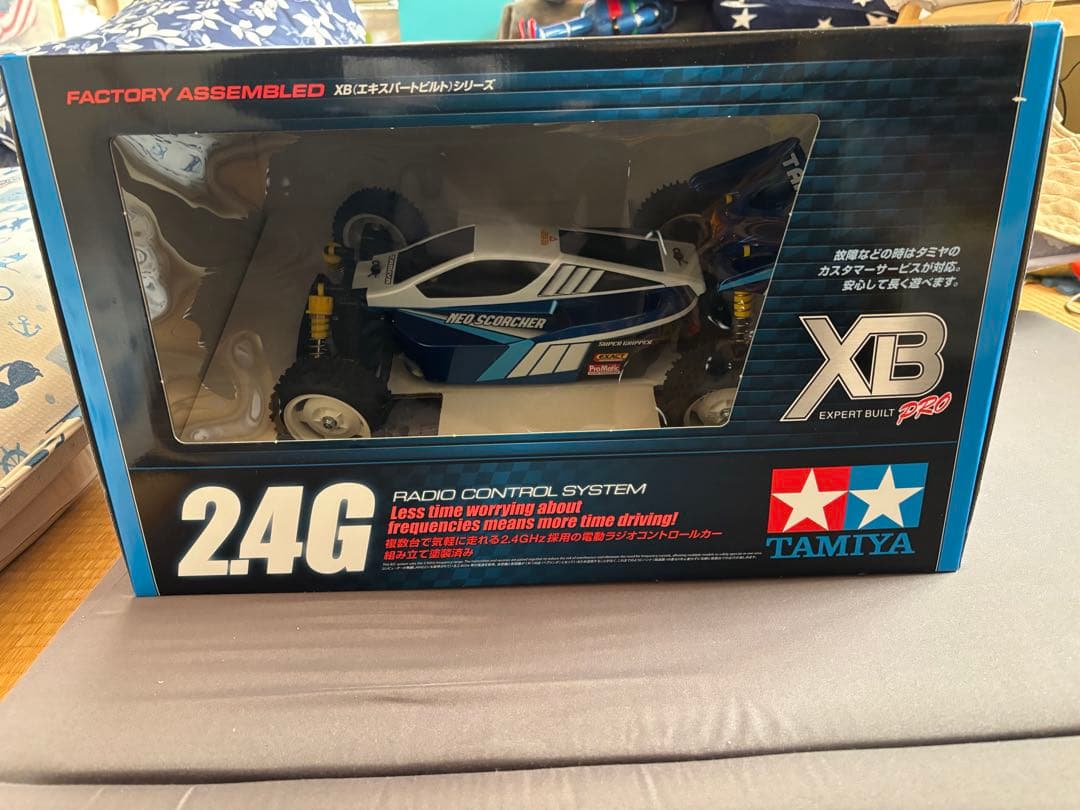 FACTORY ASSEMBLED XB(エキスパートビルト)シリーズ
TA
故障などの時はタミヤの
カスタマーサービスが対応。
安心して長く遊べます。
NEO SCORCHER
SUPER GRIPPER
EXACT
ProMatic
XB
EXPERT BUILT PRO
2.4G
RADIO CONTROL SYSTEM
Less time worrying about
frequencies means more time driving!
複数台で気軽に走れる2.4GHz採用の電動ラジオコントロールカー
組み立て塗装済み
TAMIYA